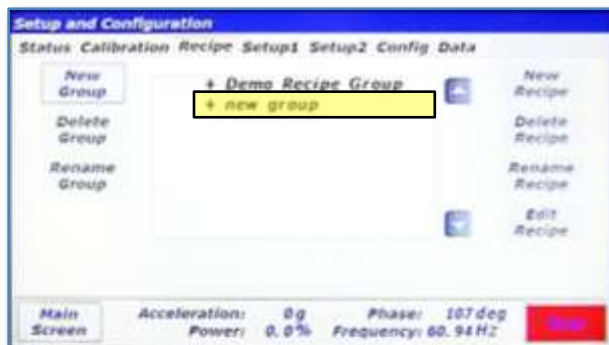 Setup and Configuration
Status Calibration Recipe Setup1 Setup2 Config Data
New
Group
+ Demo Recipe Group
+ new group
New
Recipe
Delete
Group
Delete
Recipe
Rename
Group
Rename
Recipe
Edit
Recipe
Main
Screen
Acceleration: 0g Phase: 107deg
Power: 0.0% Frequency: 60.94Hz
Stop